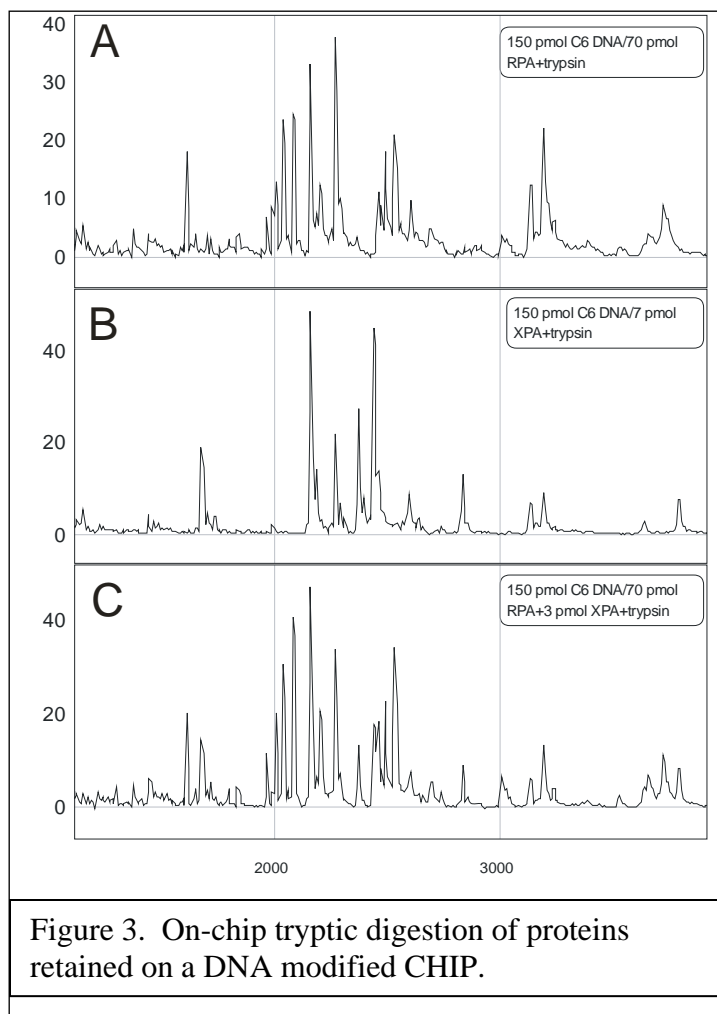 A
150 pmol C6 DNA/70 pmol
RPA+trypsin
40
30
20
10
0
B
150 pmol C6 DNA/7 pmol
XPA+trypsin
40
20
0
C
150 pmol C6 DNA/70 pmol
RPA+3 pmol XPA+trypsin
40
20
0
2000 3000
Figure 3. On-chip tryptic digestion of proteins
retained on a DNA modified CHIP.